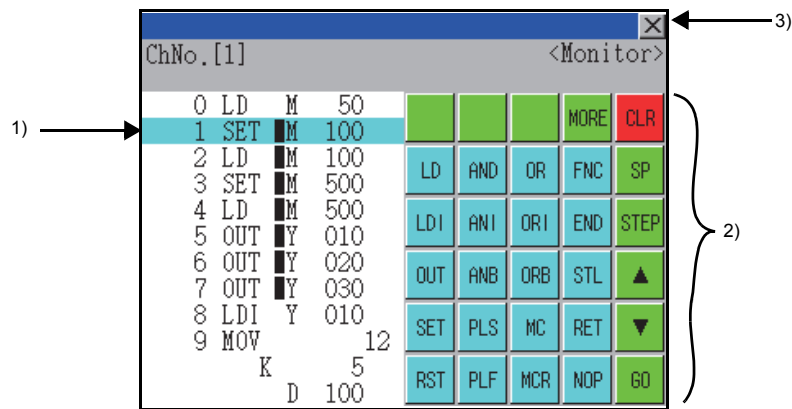 3)
ChNo.[1] <Monitor>
1)
0 LD M 50
1 SET M 100
2 LD M 100
3 SET M 500
4 LD M 500
5 OUT Y 010
6 OUT Y 020
7 OUT Y 030
8 LDI Y 010
9 MOV 12
K 5
D 100
MORE CLR
LD AND OR FNC SP
LDI ANI ORI END STEP
OUT ANB ORB STL ▲
SET PLS MC RET ▼
RST PLF MCR NOP GO
2)